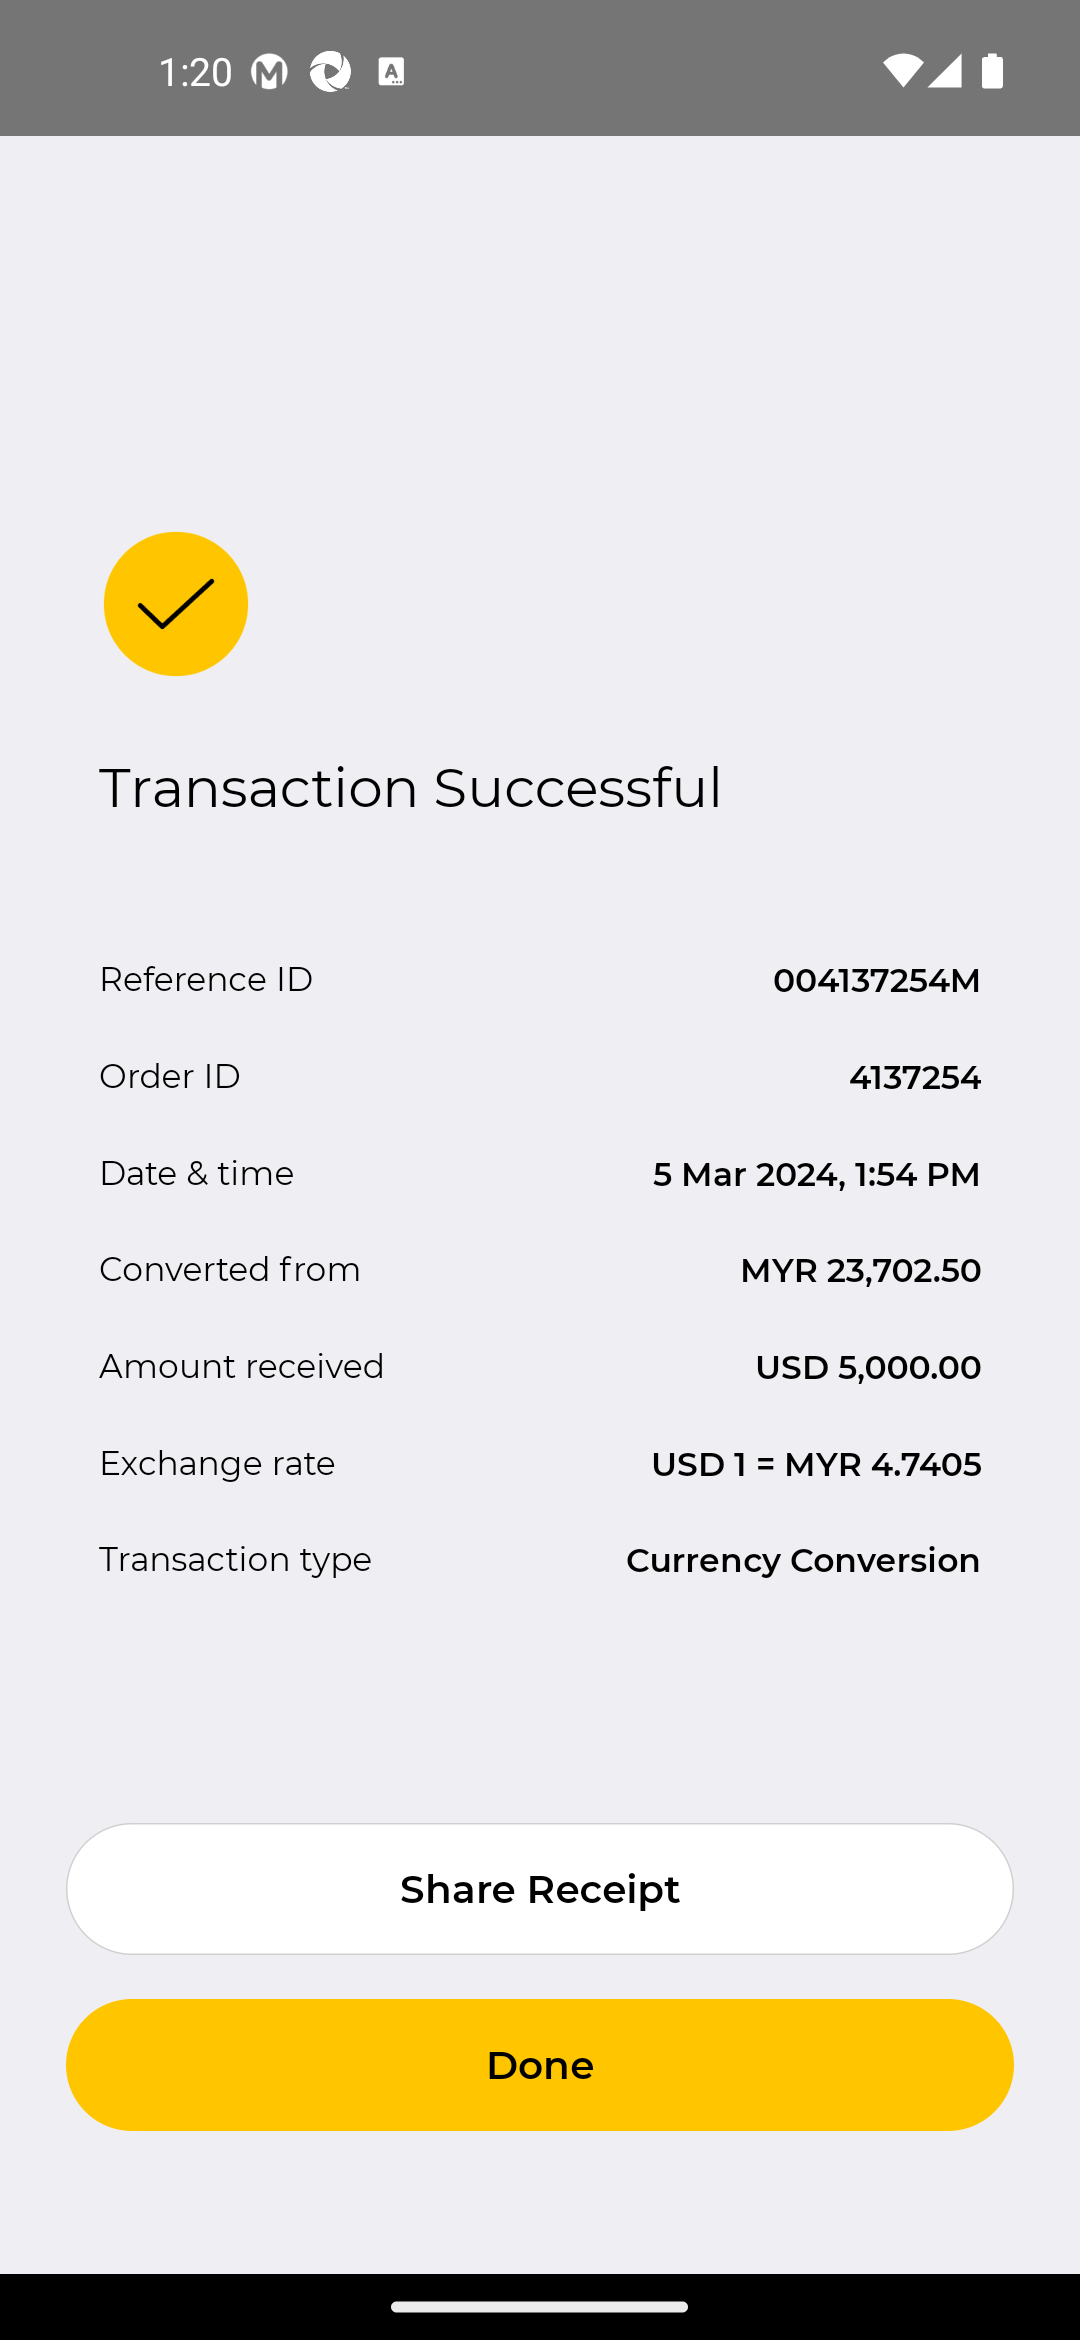 1:20
Transaction Successful
Reference ID 004137254M
Order ID 4137254
Date & time 5 Mar 2024, 1:54 PM
Converted from MYR 23,702.50
Amount received USD 5,000.00
Exchange rate USD 1 = MYR 4.7405
Transaction type Currency Conversion
Share Receipt
Done